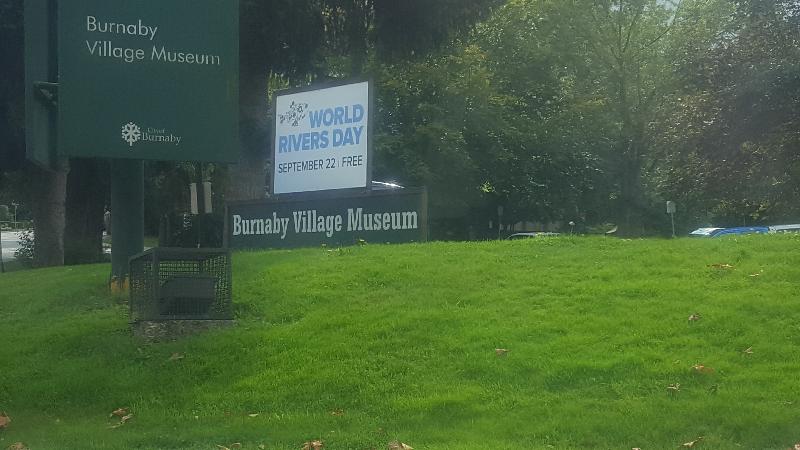 Burnaby
Village Museum
City of
Burnaby
WORLD
RIVERS DAY
SEPTEMBER 22 | FREE
Burnaby Village Museum